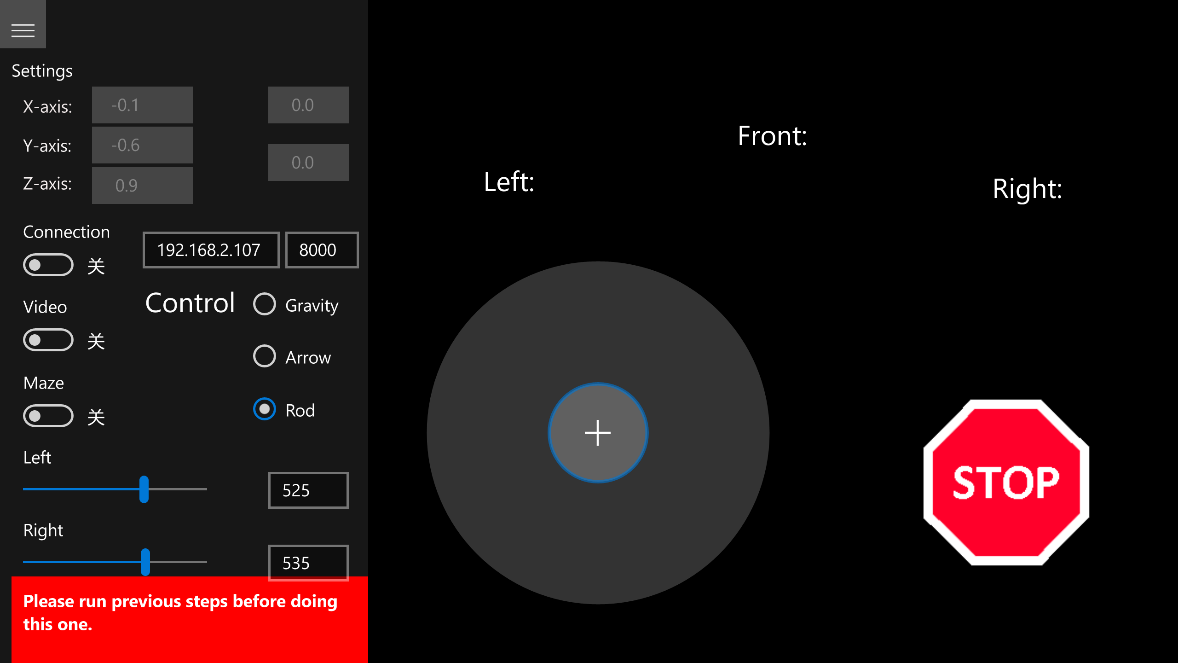 Settings
X-axis: -0.1 0.0
Y-axis: -0.6
0.0
Z-axis: 0.9
Connection
关
192.168.2.107 8000
Video
关
Maze
关
Control
Gravity
Arrow
Rod
Left
525
Right
535
Please run previous steps before doing
this one.
Front:
Left:
Right:
STOP